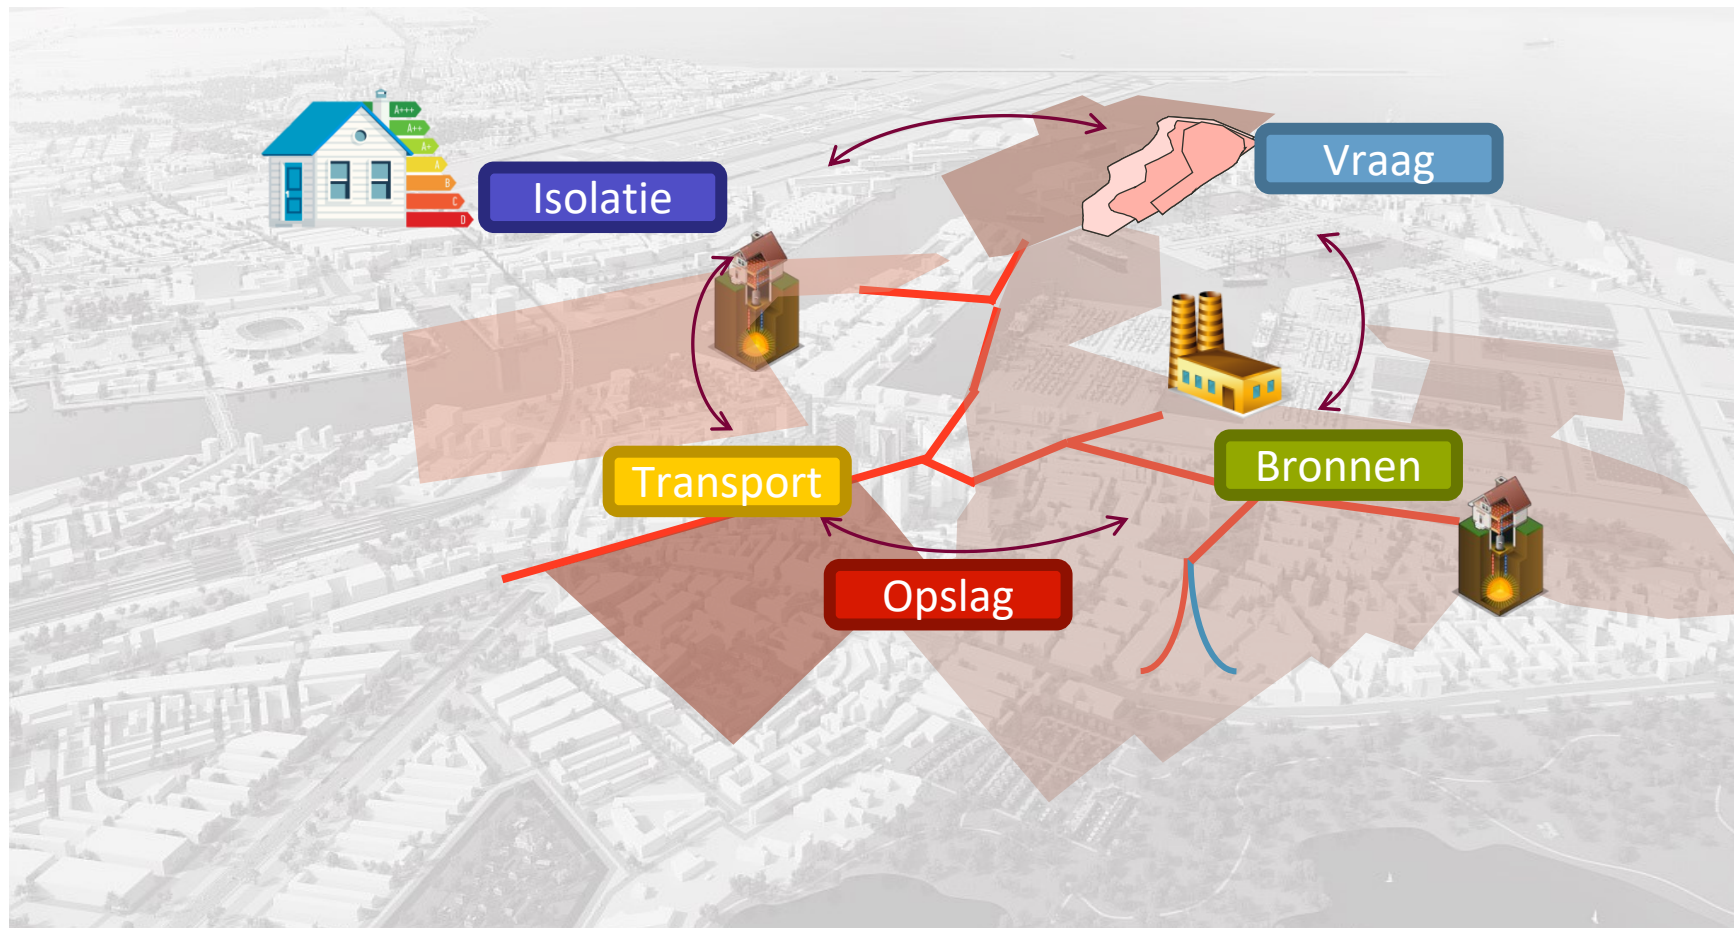 A+++
A++
A+
A
B
C
D
Isolatie
Vraag
Transport
Bronnen
Opslag